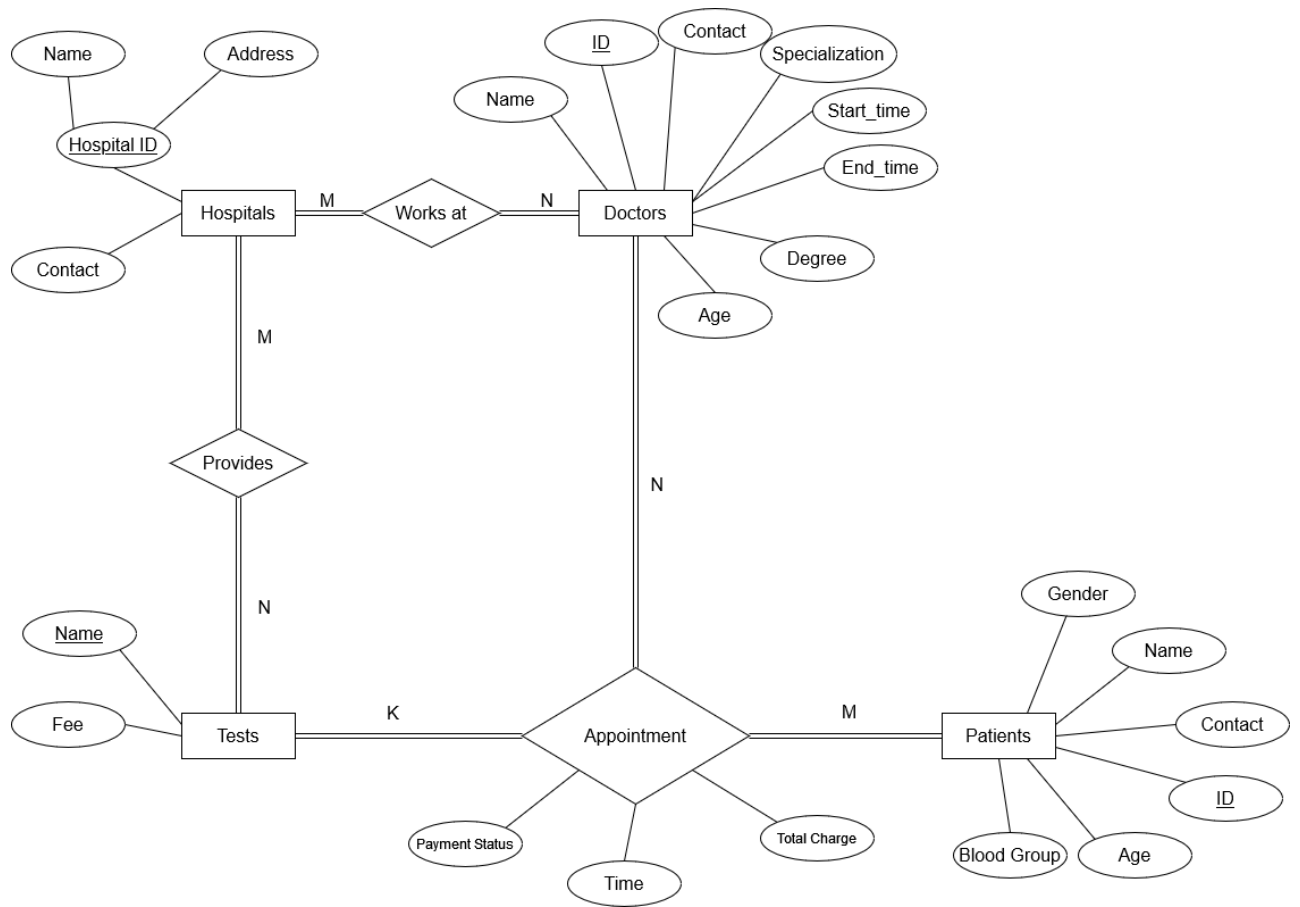 Name
Address
ID
Contact
Specialization
Name
Start_time
Hospital ID
End_time
Hospitals
M
Works at
N
Doctors
Contact
Degree
Age
M
Provides
N
N
Gender
Name
Name
Contact
Fee
Tests
K
Appointment
M
Patients
ID
Payment Status
Total Charge
Time
Blood Group
Age